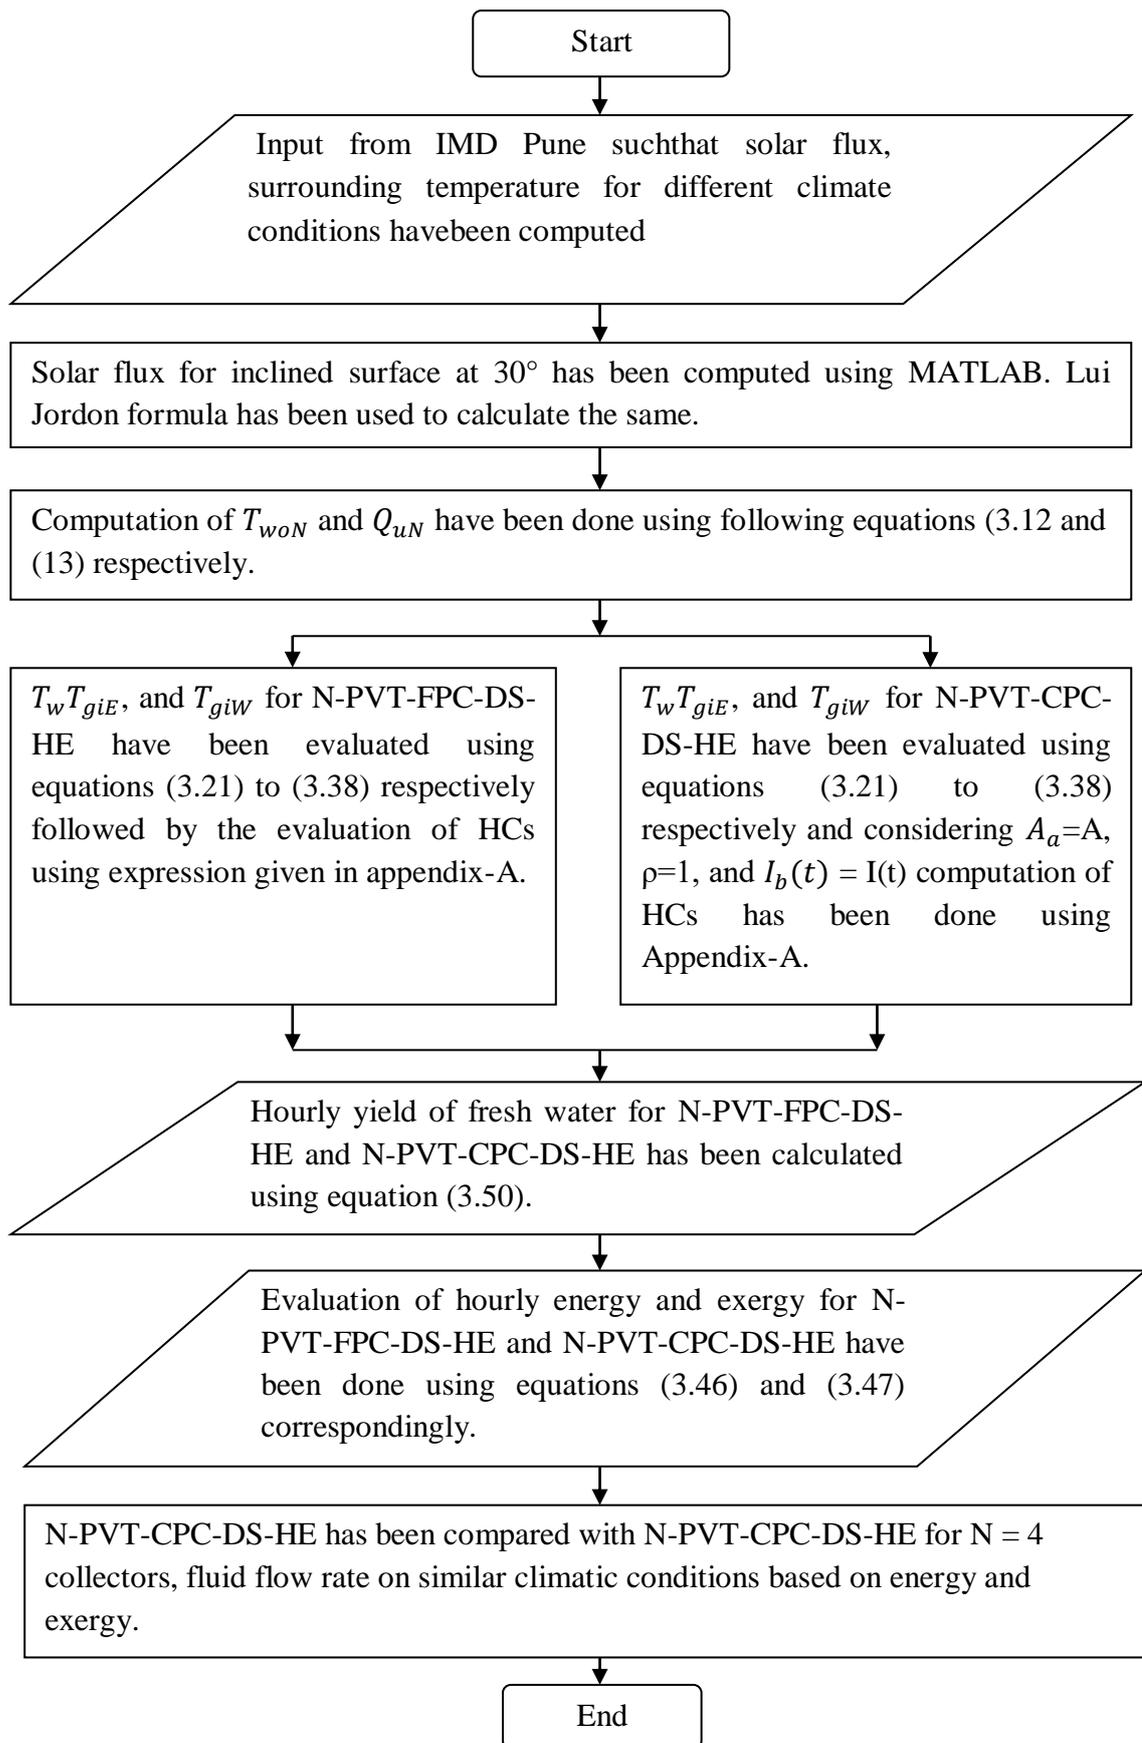 Start
Input from IMD Pune suchthat solar flux,
surrounding temperature for different climate
conditions havebeen computed
Solar flux for inclined surface at 30° has been computed using MATLAB. Lui
Jordon formula has been used to calculate the same.
Computation of T_woN and Q_uN have been done using following equations (3.12 and
(13) respectively.
T_wT_giE, and T_giW for N-PVT-FPC-DS-
HE have been evaluated using
equations (3.21) to (3.38) respectively
followed by the evaluation of HCs
using expression given in appendix-A.
T_wT_giE, and T_giW for N-PVT-CPC-
DS-HE have been evaluated using
equations (3.21) to (3.38)
respectively and considering A_a=A,
ρ=1, and I_b(t) = I(t) computation of
HCs has been done using
Appendix-A.
Hourly yield of fresh water for N-PVT-FPC-DS-
HE and N-PVT-CPC-DS-HE has been calculated
using equation (3.50).
Evaluation of hourly energy and exergy for N-
PVT-FPC-DS-HE and N-PVT-CPC-DS-HE have
been done using equations (3.46) and (3.47)
correspondingly.
N-PVT-CPC-DS-HE has been compared with N-PVT-CPC-DS-HE for N = 4
collectors, fluid flow rate on similar climatic conditions based on energy and
exergy.
End